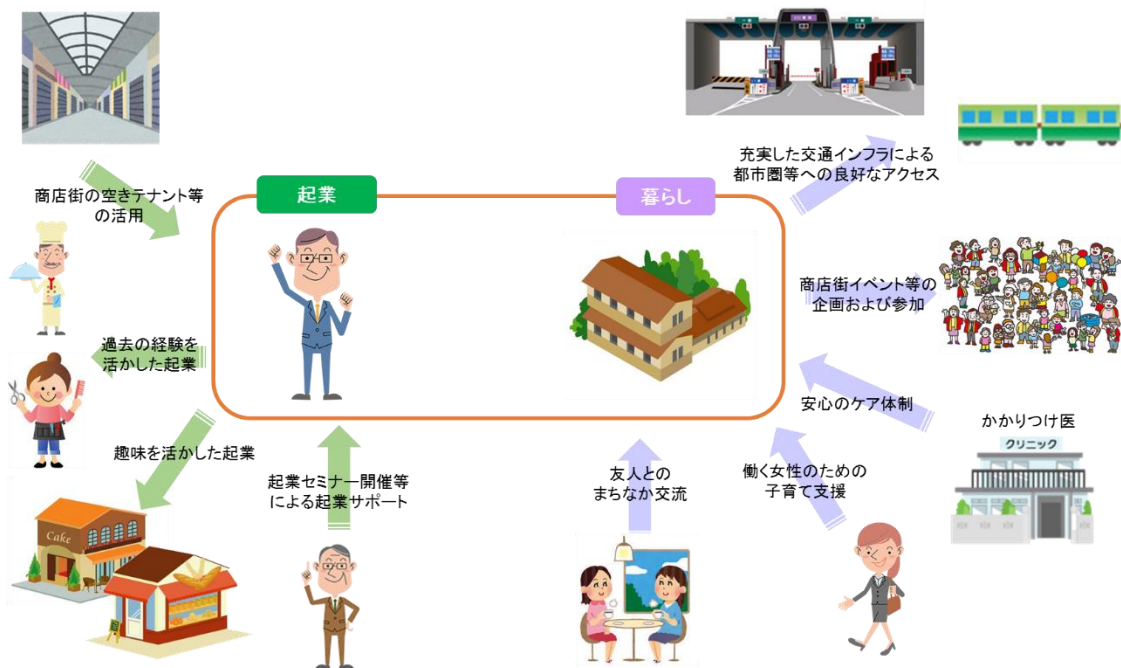 充実した交通インフラによる
都市圏等への良好なアクセス
商店街の空きテナント等
の活用
起業
暮らし
商店街イベント等の
企画および参加
過去の経験を
活かした起業
安心のケア体制
かかりつけ医
クリニック
趣味を活かした起業
起業セミナー開催等
による起業サポート
友人との
まちなか交流
働く女性のための
子育て支援
Cake